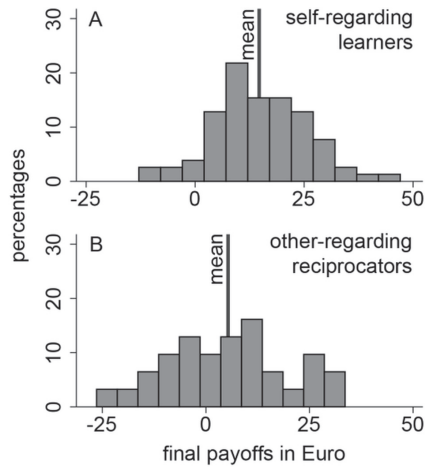 30
A
mean
self-regarding
learners
20
10
0
-25
0
25
50
percentages
30
B
mean
other-regarding
reciprocators
20
10
0
-25
0
25
50
final payoffs in Euro